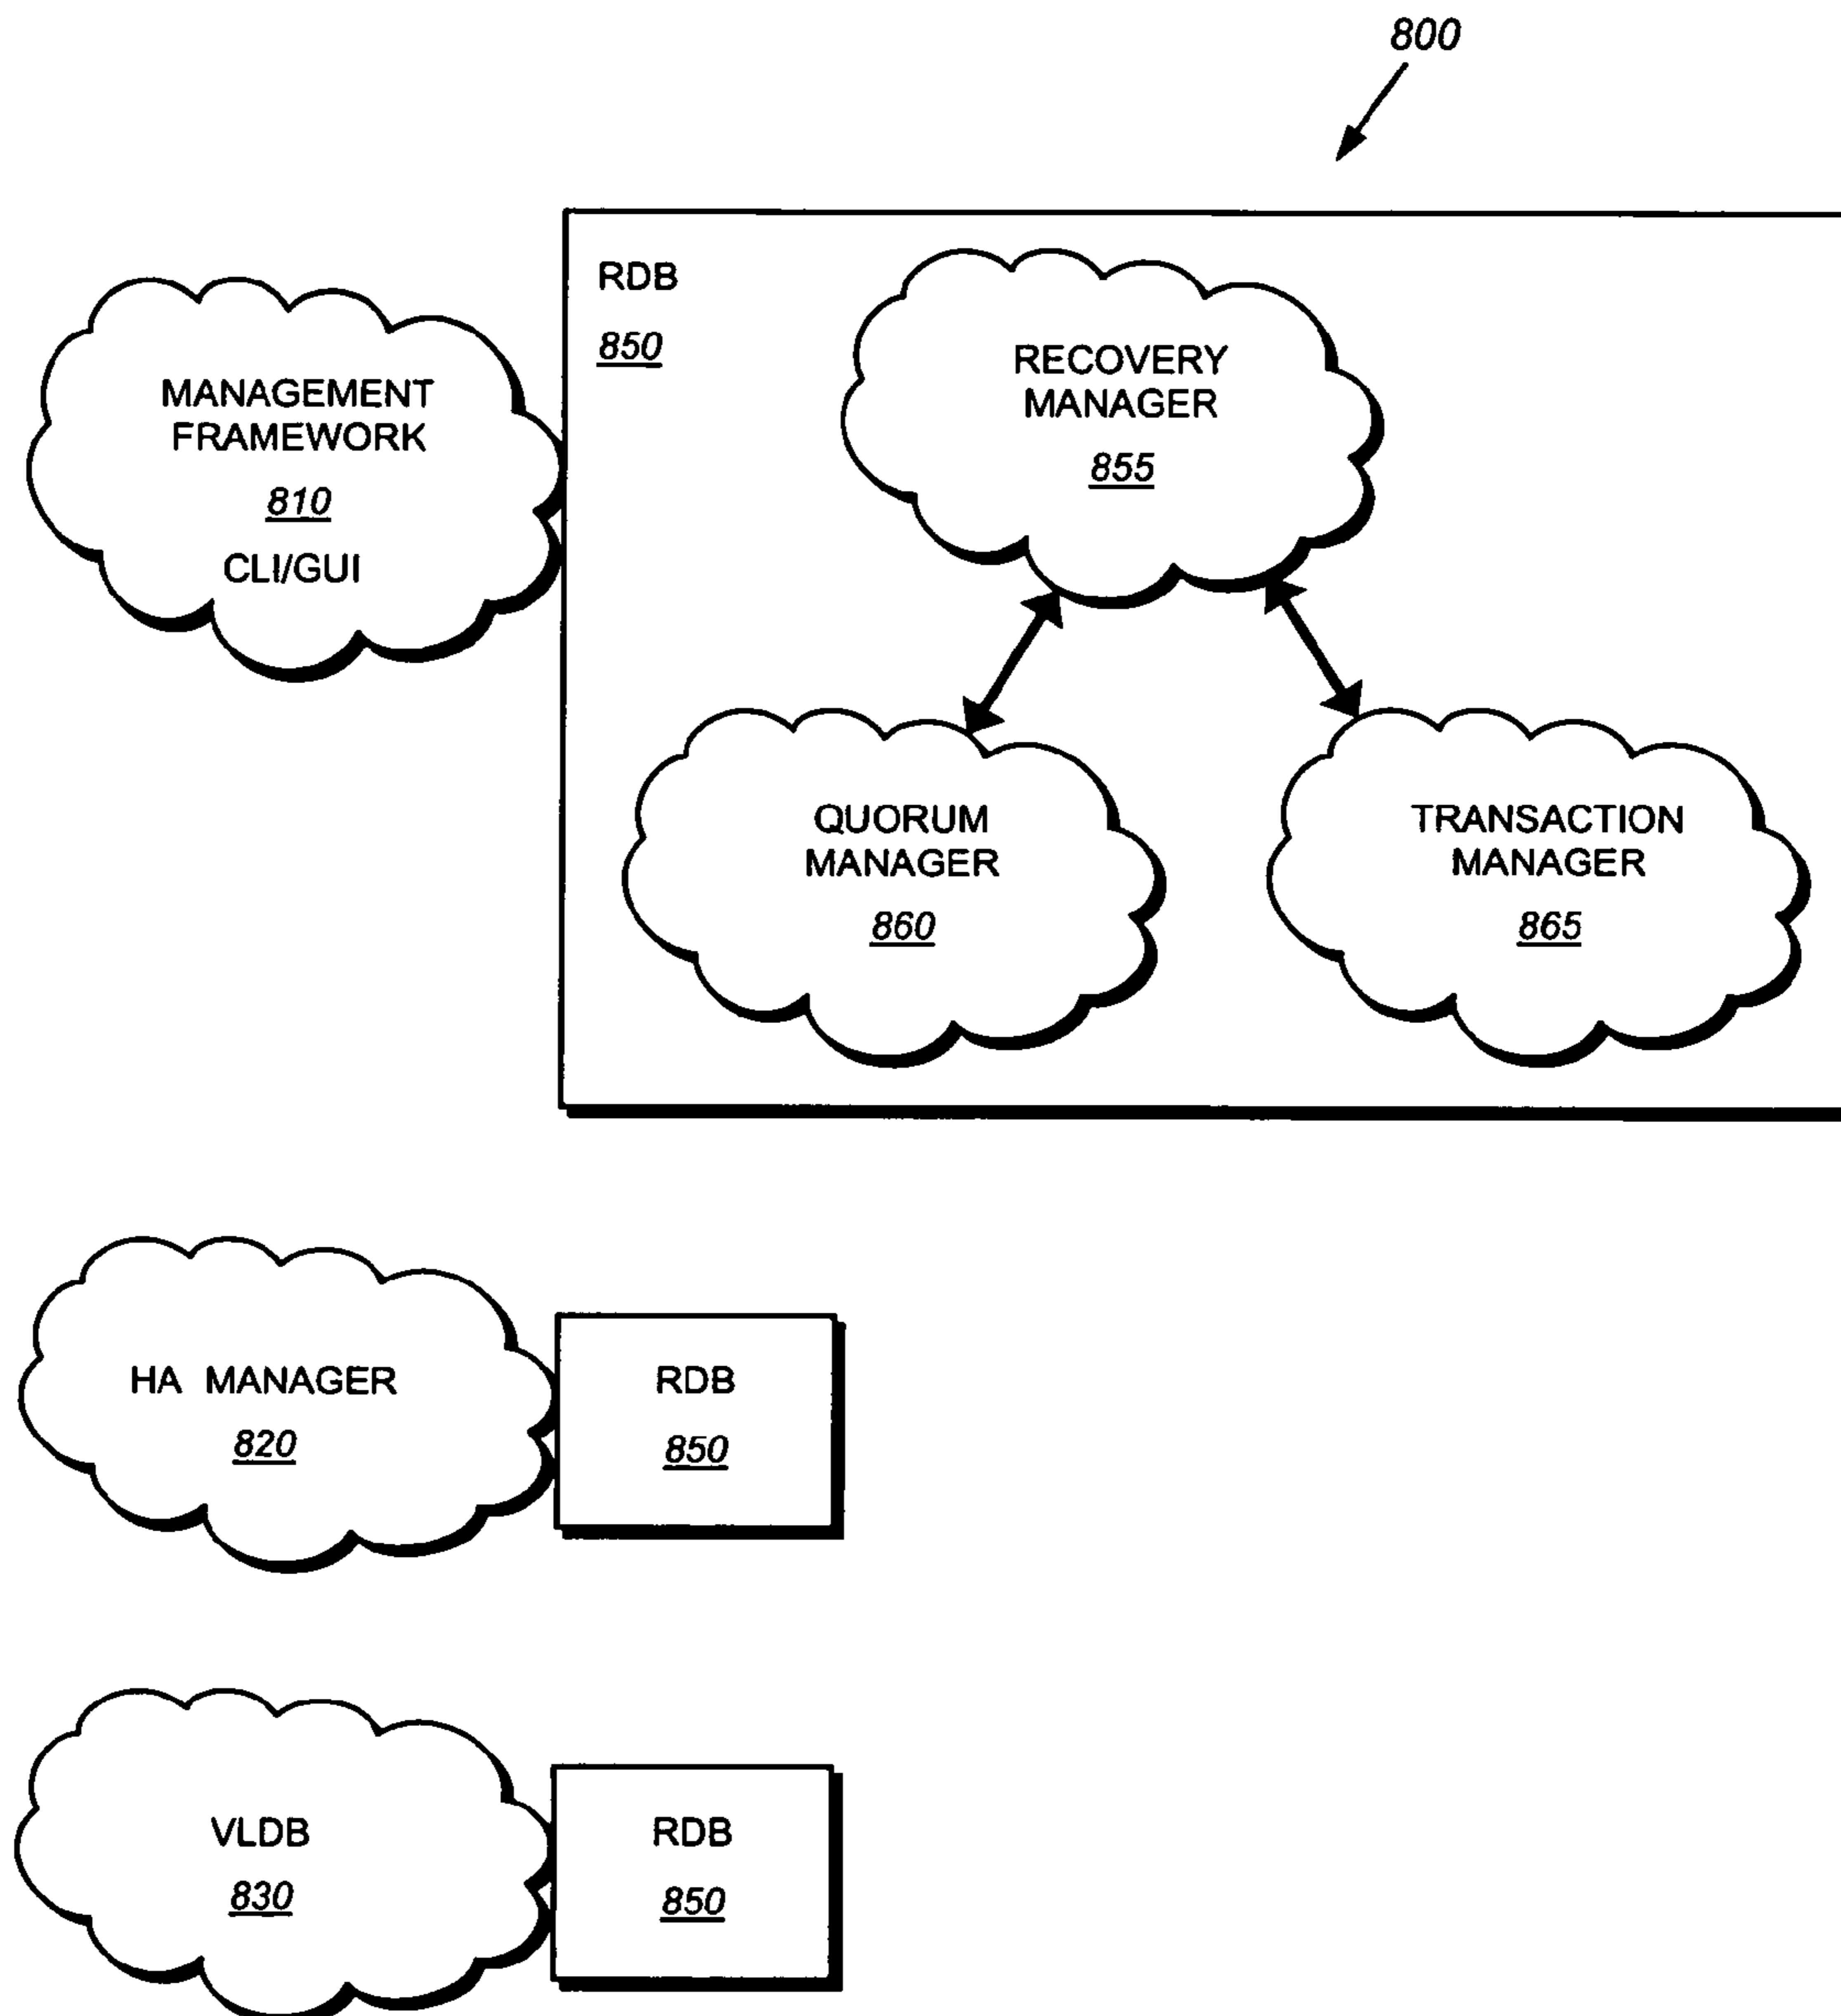 800
RDB
850
MANAGEMENT
FRAMEWORK
810
CLI/GUI
RECOVERY
MANAGER
855
QUORUM
MANAGER
860
TRANSACTION
MANAGER
865
HA MANAGER
820
RDB
850
VLDB
830
RDB
850